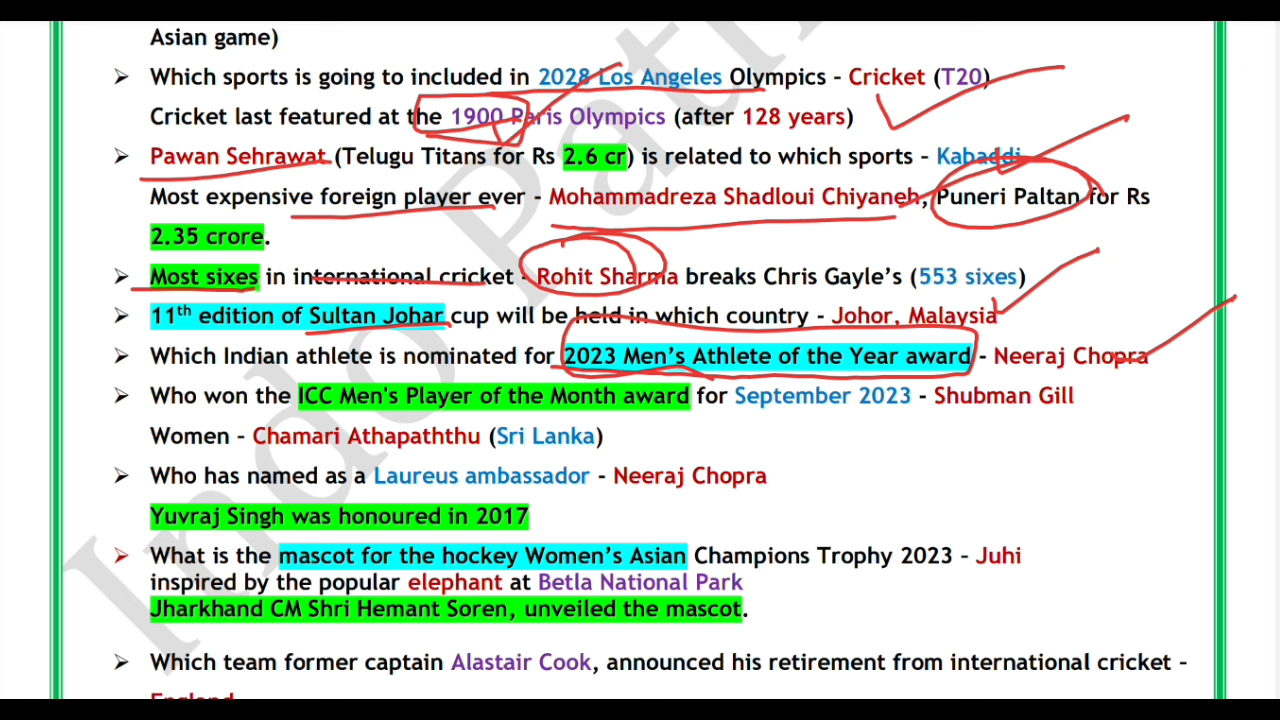 Asian game)
➢ Which sports is going to included in 2028 Los Angeles Olympics – Cricket (T20)
Cricket last featured at the 1900 Paris Olympics (after 128 years)
➢ Pawan Sehrawat (Telugu Titans for Rs 2.6 cr) is related to which sports – Kabaddi
Most expensive foreign player ever - Mohammadreza Shadloui Chiyaneh, Puneri Paltan for Rs
2.35 crore.
➢ Most sixes in international cricket - Rohit Sharma breaks Chris Gayle's (553 sixes)
➢ 11th edition of Sultan Johar cup will be held in which country - Johor, Malaysia
➢ Which Indian athlete is nominated for 2023 Men's Athlete of the Year award - Neeraj Chopra
➢ Who won the ICC Men's Player of the Month award for September 2023 - Shubman Gill
Women – Chamari Athapaththu (Sri Lanka)
➢ Who has named as a Laureus ambassador - Neeraj Chopra
Yuvraj Singh was honoured in 2017
➢ What is the mascot for the hockey Women's Asian Champions Trophy 2023 – Juhi
inspired by the popular elephant at Betla National Park
Jharkhand CM Shri Hemant Soren, unveiled the mascot.
➢ Which team former captain Alastair Cook, announced his retirement from international cricket –
England